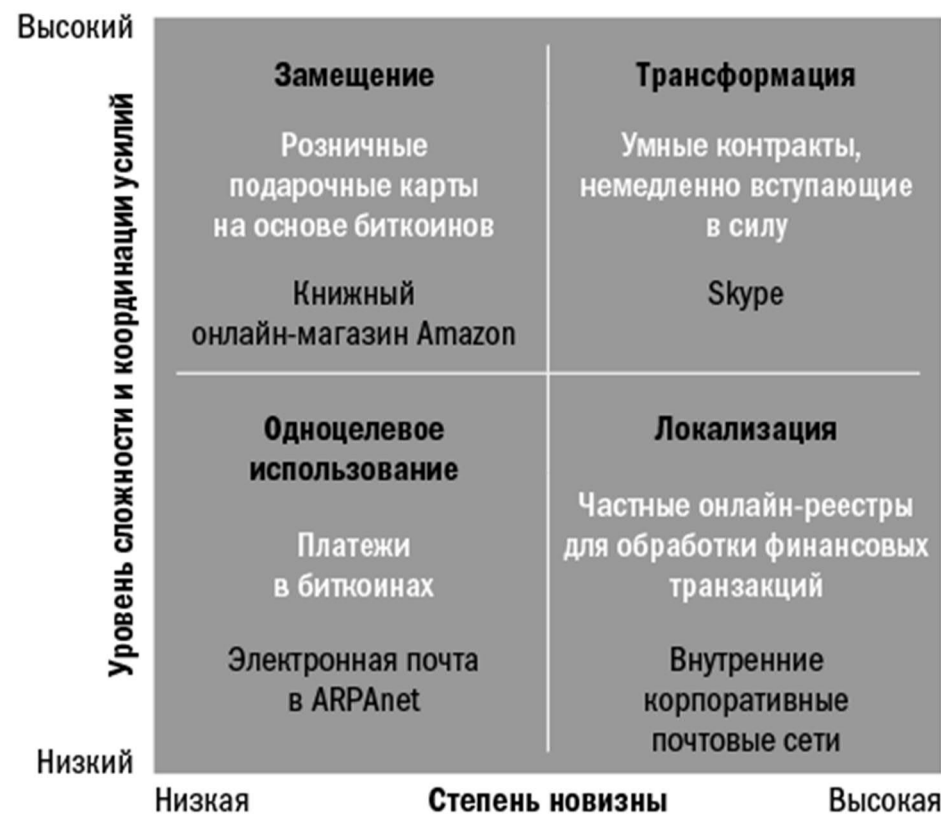 Высокий
Уровень сложности и координации усилий
Низкий
Замещение
Розничные
подарочные карты
на основе биткоинов
Книжный
онлайн-магазин Amazon
Трансформация
Умные контракты,
немедленно вступающие
в силу
Skype
Одноцелевое
использование
Платежи
в биткоинах
Электронная почта
в ARPAnet
Локализация
Частные онлайн-реестры
для обработки финансовых
транзакций
Внутренние
корпоративные
почтовые сети
Низкая
Степень новизны
Высокая